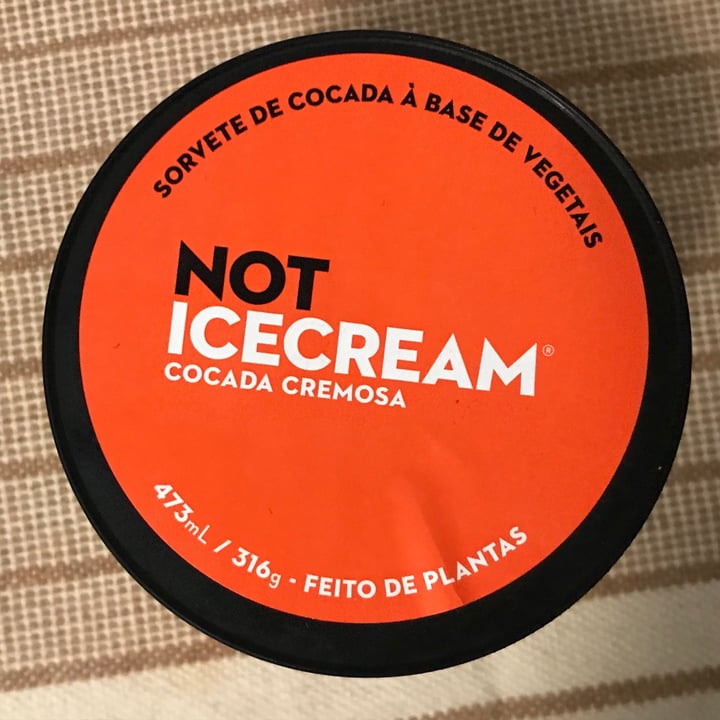 SORVETE DE COCADA À BASE DE VEGETAIS
NOT
ICECREAM®
COCADA CREMOSA
473mL / 316g - FEITO DE PLANTAS